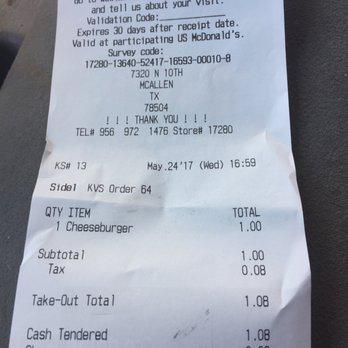 and tell us about your visit.
Validation Code:
Expires 30 days after receipt date.
Valid at participating US McDonald's.
Survey code:
17280-13640-52417-16593-00010-8
7320 N 10TH
MCALLEN
TX
78504
! ! ! THANK YOU ! ! !
TEL# 956 972 1476 Store# 17280
KS# 13 May.24'17 (Wed) 16:59
Side1 KVS Order 64
QTY ITEM TOTAL
1 Cheeseburger 1.00
Subtotal 1.00
Tax 0.08
Take-Out Total 1.08
Cash Tendered 1.08